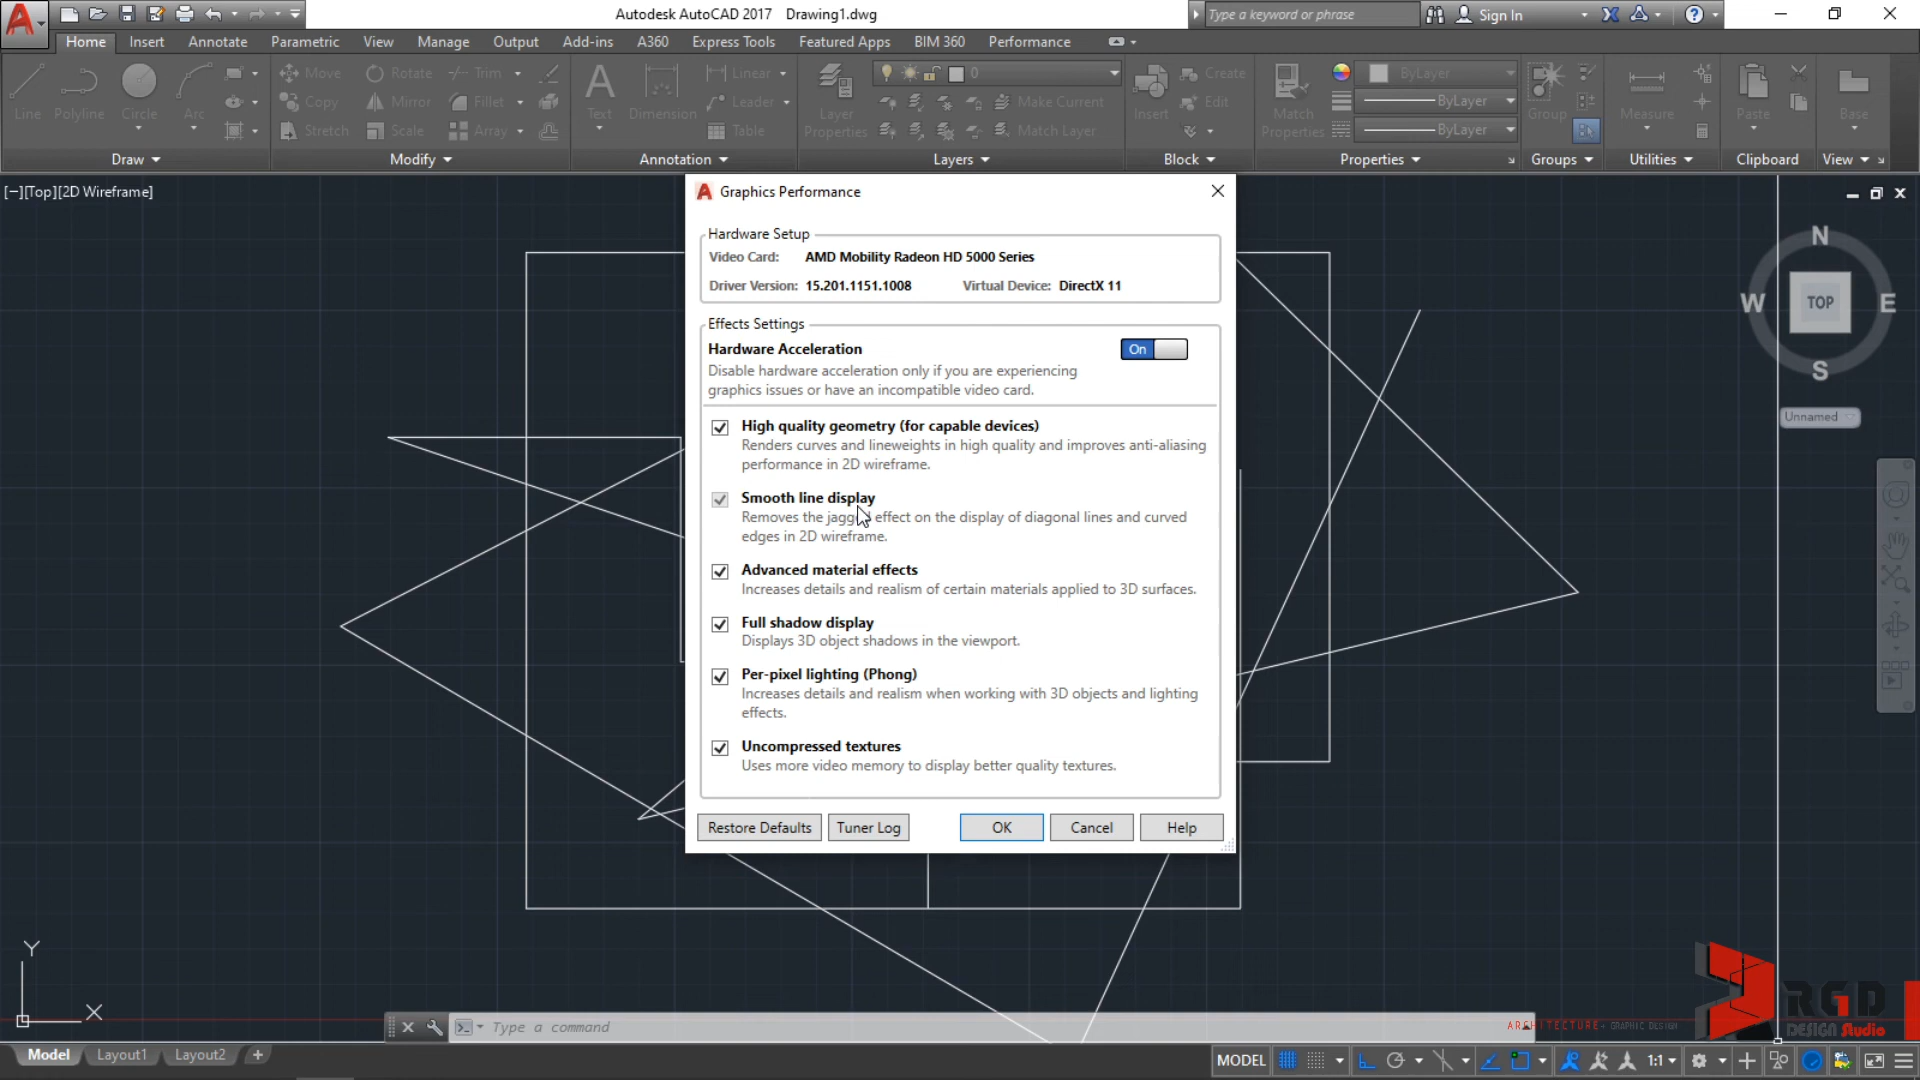 Autodesk AutoCAD 2017 Drawing1.dwg
Type a keyword or phrase
Sign In
Home Insert Annotate Parametric View Manage Output Add-ins A360 Express Tools Featured Apps BIM 360 Performance
Line Polyline Circle Arc
Move Rotate Trim
Copy Mirror Fillet
Stretch Scale Array
Text Dimension
Linear
Leader
Table
Layer
Properties
0
Make Current
Match Layer
Insert
Create
Edit
Match
Properties
ByLayer
ByLayer
ByLayer
Group
Measure
Paste
Base
Draw Modify Annotation Layers Block Properties Groups Utilities Clipboard View
[−][Top][2D Wireframe]
Graphics Performance
Hardware Setup
Video Card: AMD Mobility Radeon HD 5000 Series
Driver Version: 15.201.1151.1008 Virtual Device: DirectX 11
Effects Settings
Hardware Acceleration On
Disable hardware acceleration only if you are experiencing
graphics issues or have an incompatible video card.
High quality geometry (for capable devices)
Renders curves and lineweights in high quality and improves anti-aliasing
performance in 2D wireframe.
Smooth line display
Removes the jagged effect on the display of diagonal lines and curved
edges in 2D wireframe.
Advanced material effects
Increases details and realism of certain materials applied to 3D surfaces.
Full shadow display
Displays 3D object shadows in the viewport.
Per-pixel lighting (Phong)
Increases details and realism when working with 3D objects and lighting
effects.
Uncompressed textures
Uses more video memory to display better quality textures.
Restore Defaults Tuner Log OK Cancel Help
N
W TOP E
S
Unnamed
Y
X
Type a command
RGD
ARCHITECTURE + GRAPHIC DESIGN
DESIGN Studio
Model Layout1 Layout2 +
MODEL 1:1